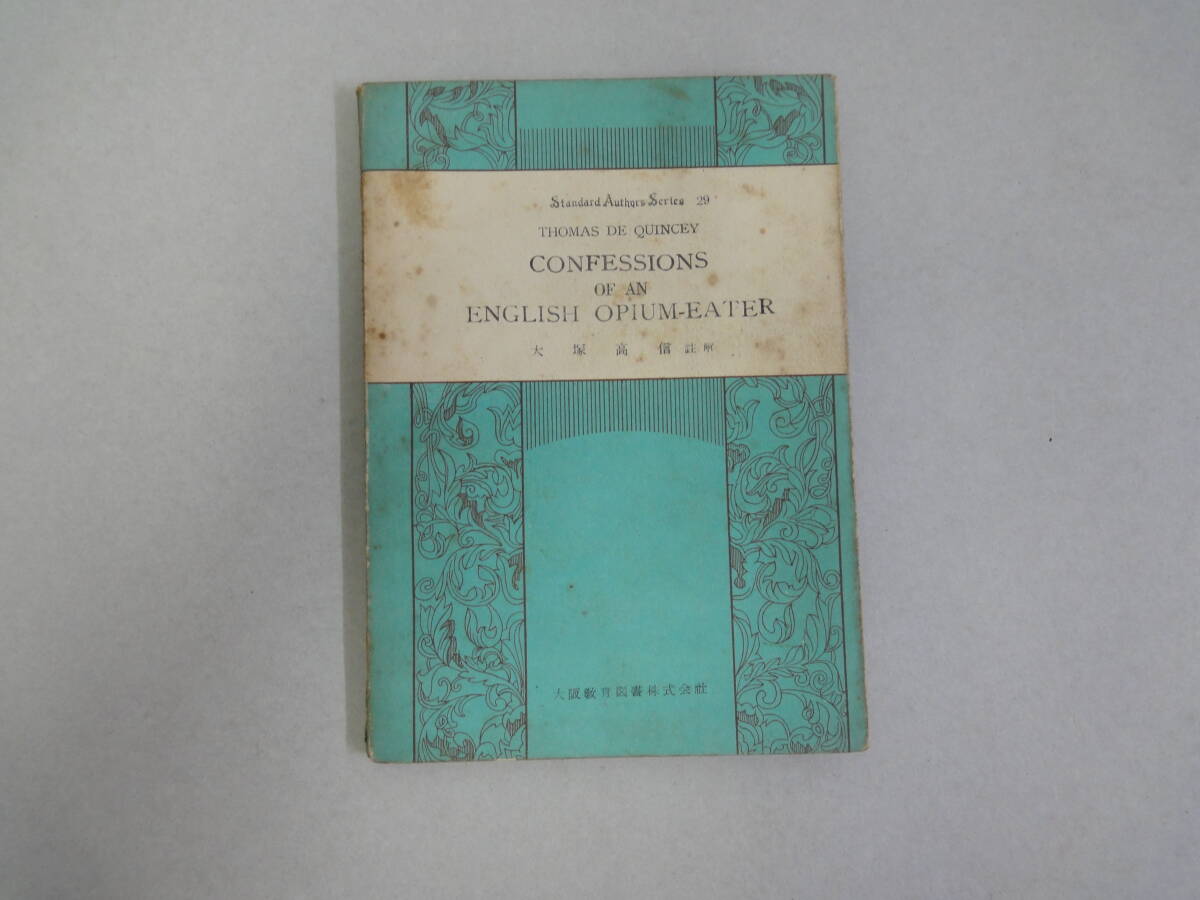 Standard Authors Series 29
THOMAS DE QUINCEY
CONFESSIONS
OF AN
ENGLISH OPIUM-EATER
大塚高信 註解
大阪敎育図書株式会社